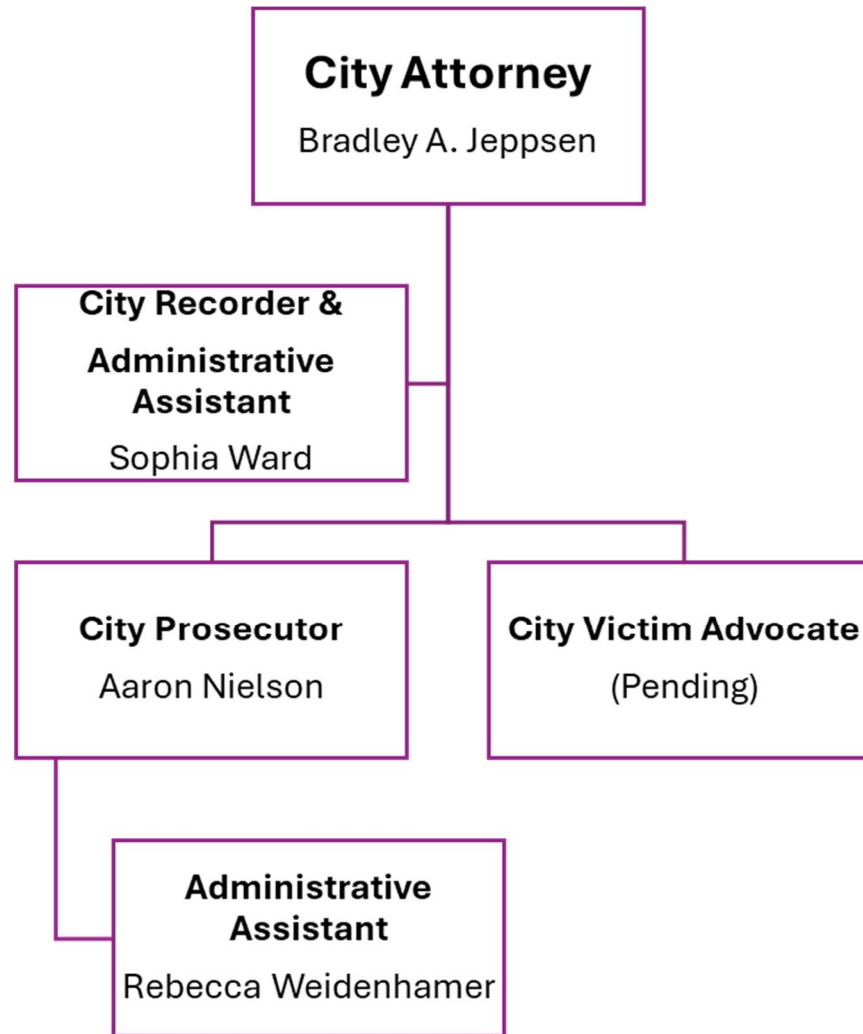 City Attorney
Bradley A. Jeppsen
City Recorder &
Administrative
Assistant
Sophia Ward
City Prosecutor
Aaron Nielson
City Victim Advocate
(Pending)
Administrative
Assistant
Rebecca Weidenhamer